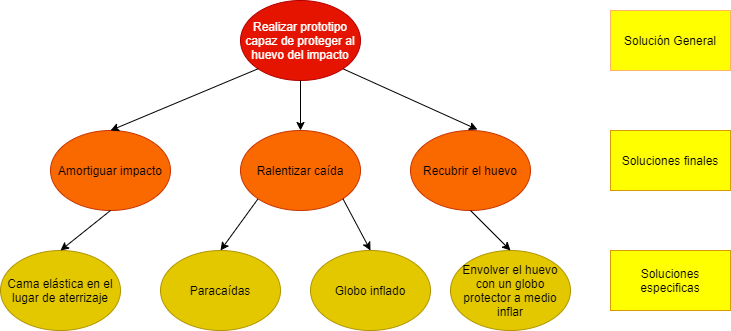 Realizar prototipo
capaz de proteger al
huevo del impacto
Solución General
Amortiguar impacto
Ralentizar caída
Recubrir el huevo
Soluciones finales
Cama elástica en el
lugar de aterrizaje
Paracaídas
Globo inflado
Envolver el huevo
con un globo
protector a medio
inflar
Soluciones
especificas